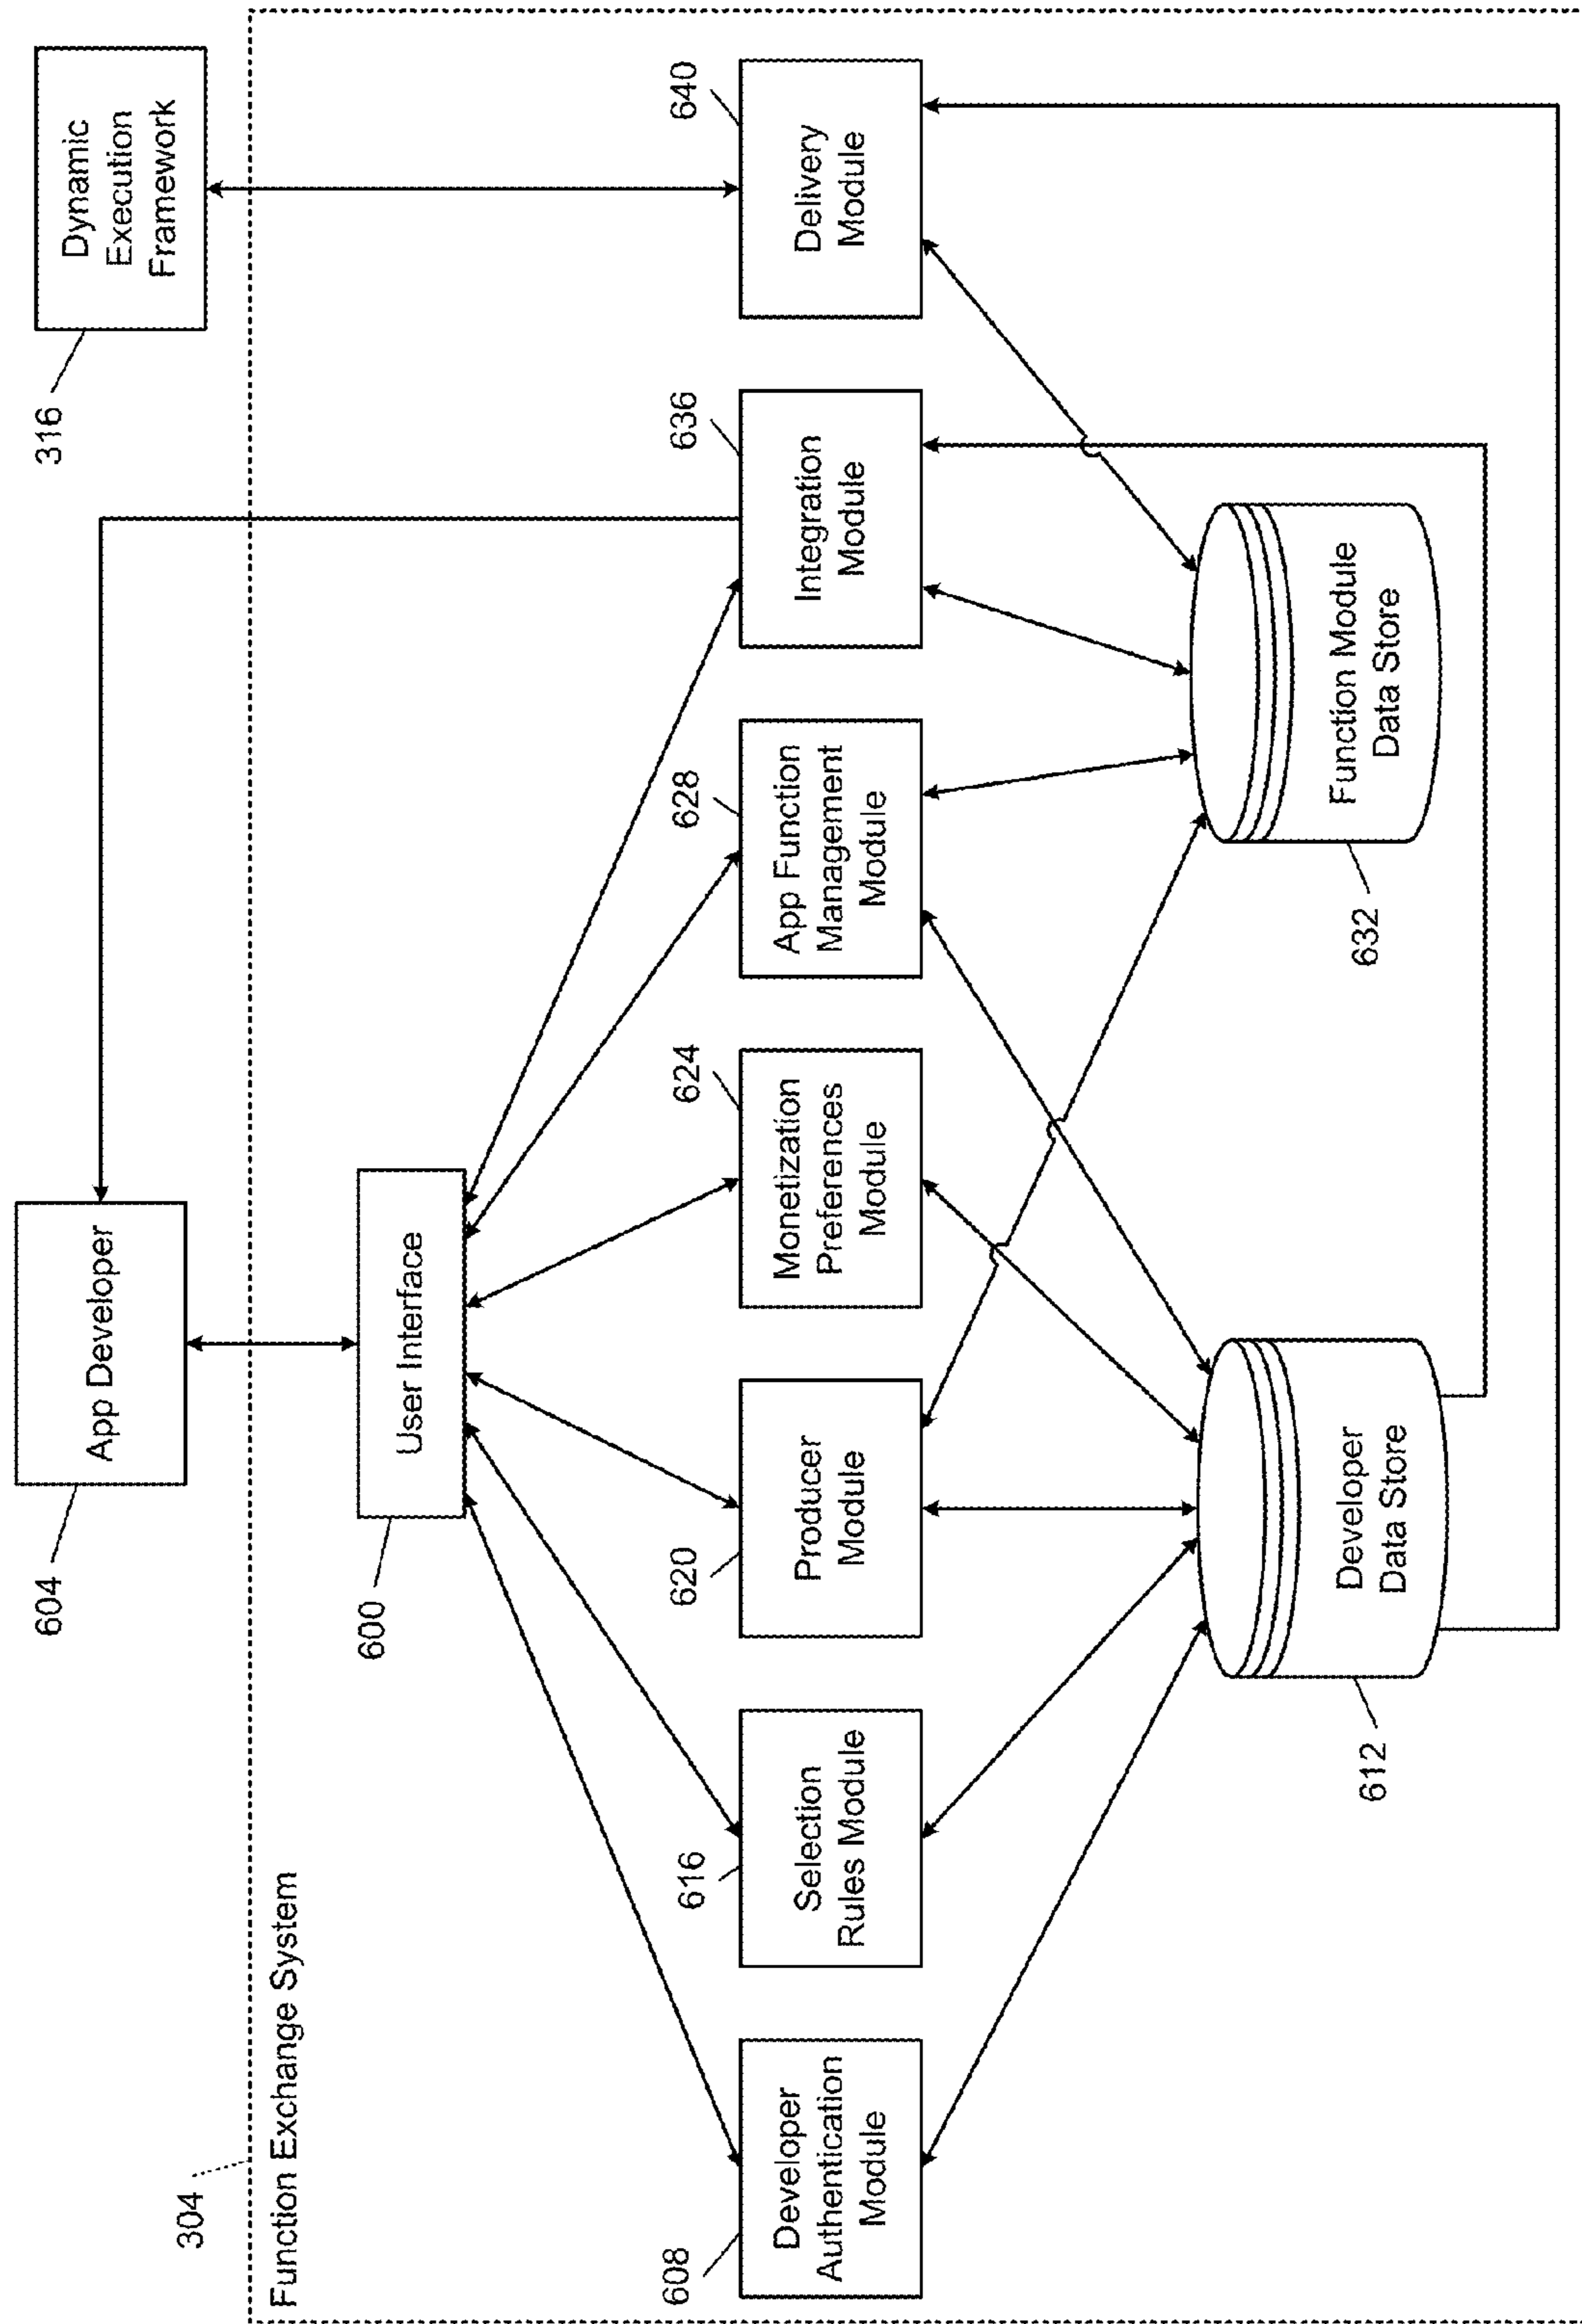 304
Function Exchange System
604
App Developer
316
Dynamic
Execution
Framework
600
User Interface
608
Developer
Authentication
Module
616
Selection
Rules Module
620
Producer
Module
624
Monetization
Preferences
Module
628
App Function
Management
Module
636
Integration
Module
640
Delivery
Module
612
Developer
Data Store
632
Function Module
Data Store